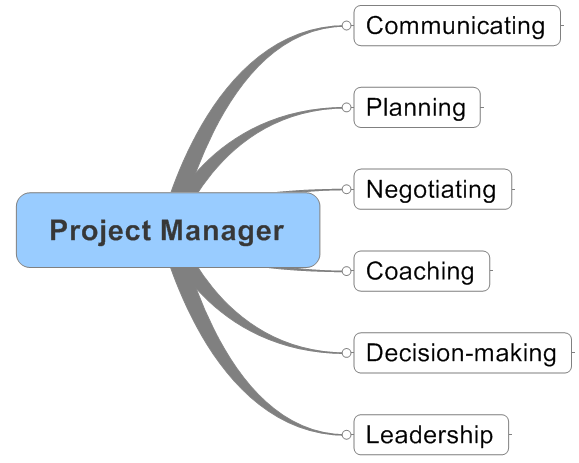 Communicating
Planning
Negotiating
Project Manager
Coaching
Decision-making
Leadership